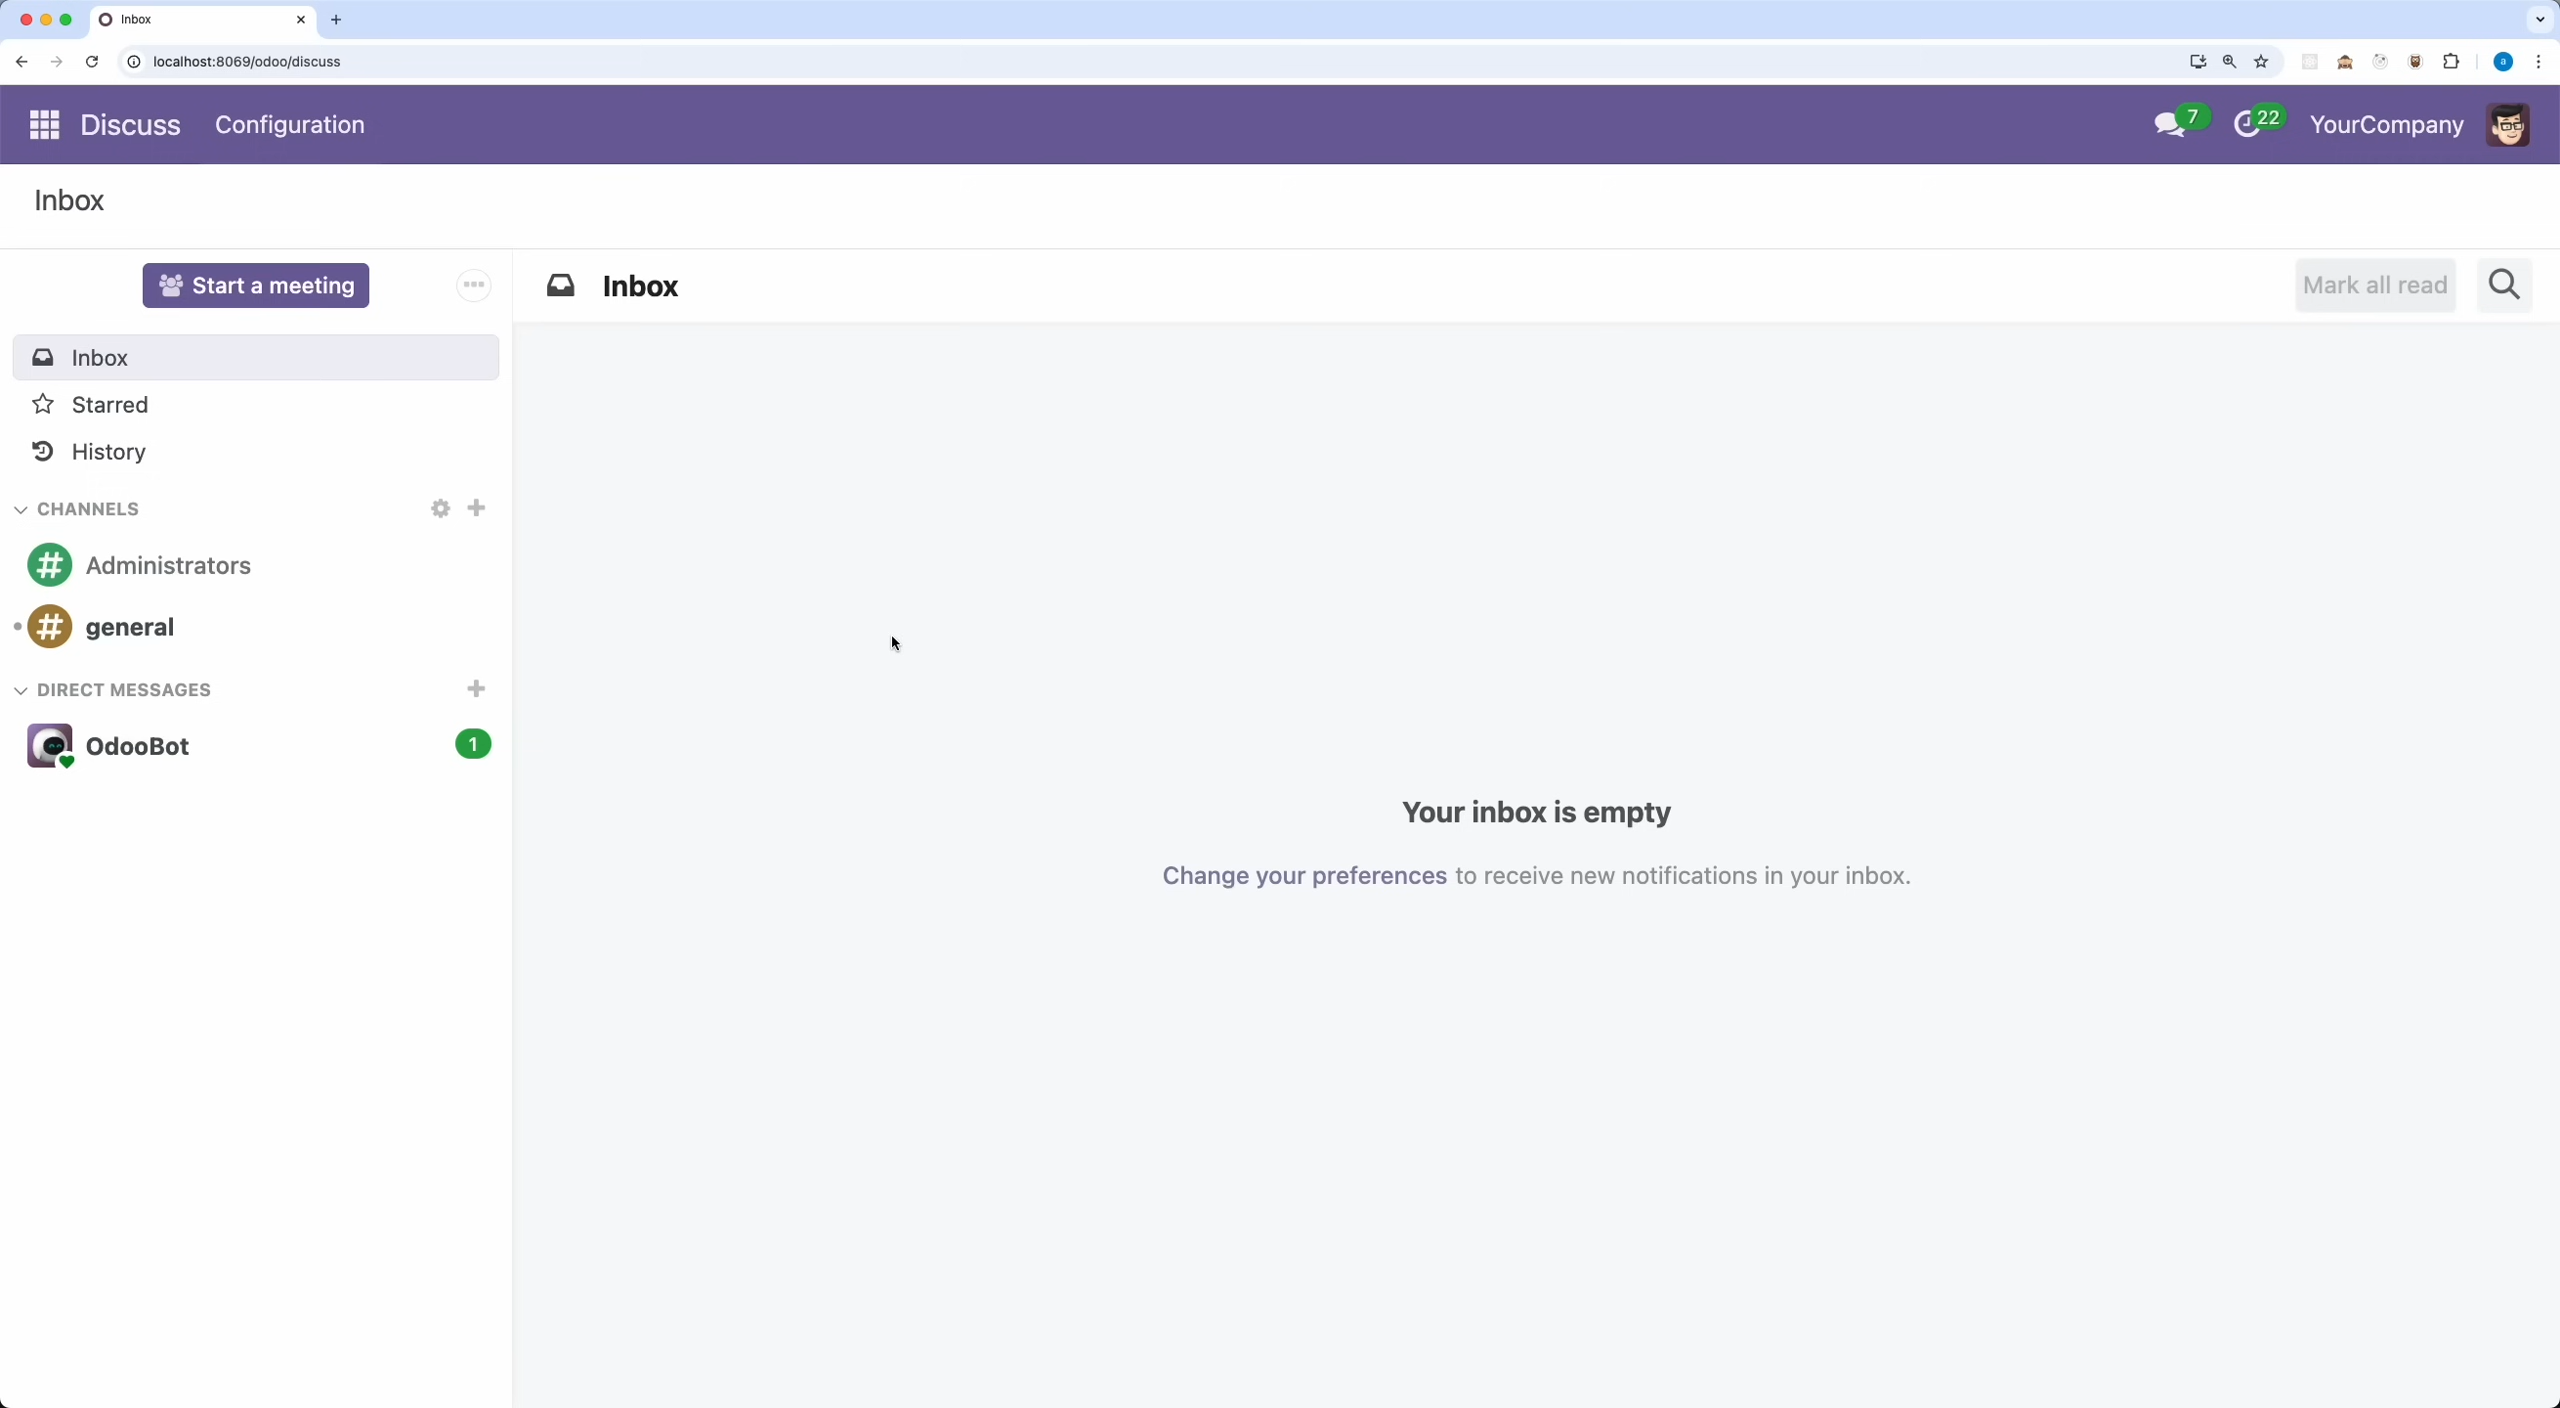 Inbox
localhost:8069/odoo/discuss
a
Discuss Configuration 7 22 YourCompany
Inbox
Start a meeting
Inbox Mark all read
Inbox
Starred
History
CHANNELS
# Administrators
# general
DIRECT MESSAGES
OdooBot 1
Your inbox is empty
Change your preferences to receive new notifications in your inbox.